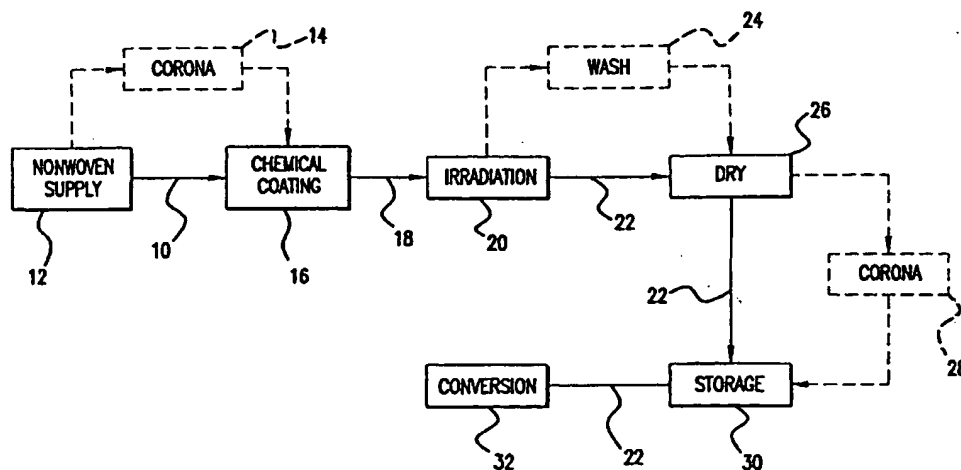 14
CORONA
24
WASH
26
NONWOVEN
SUPPLY
CHEMICAL
COATING
IRRADIATION
DRY
12
10
16
18
20
22
CORONA
22
28
CONVERSION
STORAGE
32
22
30